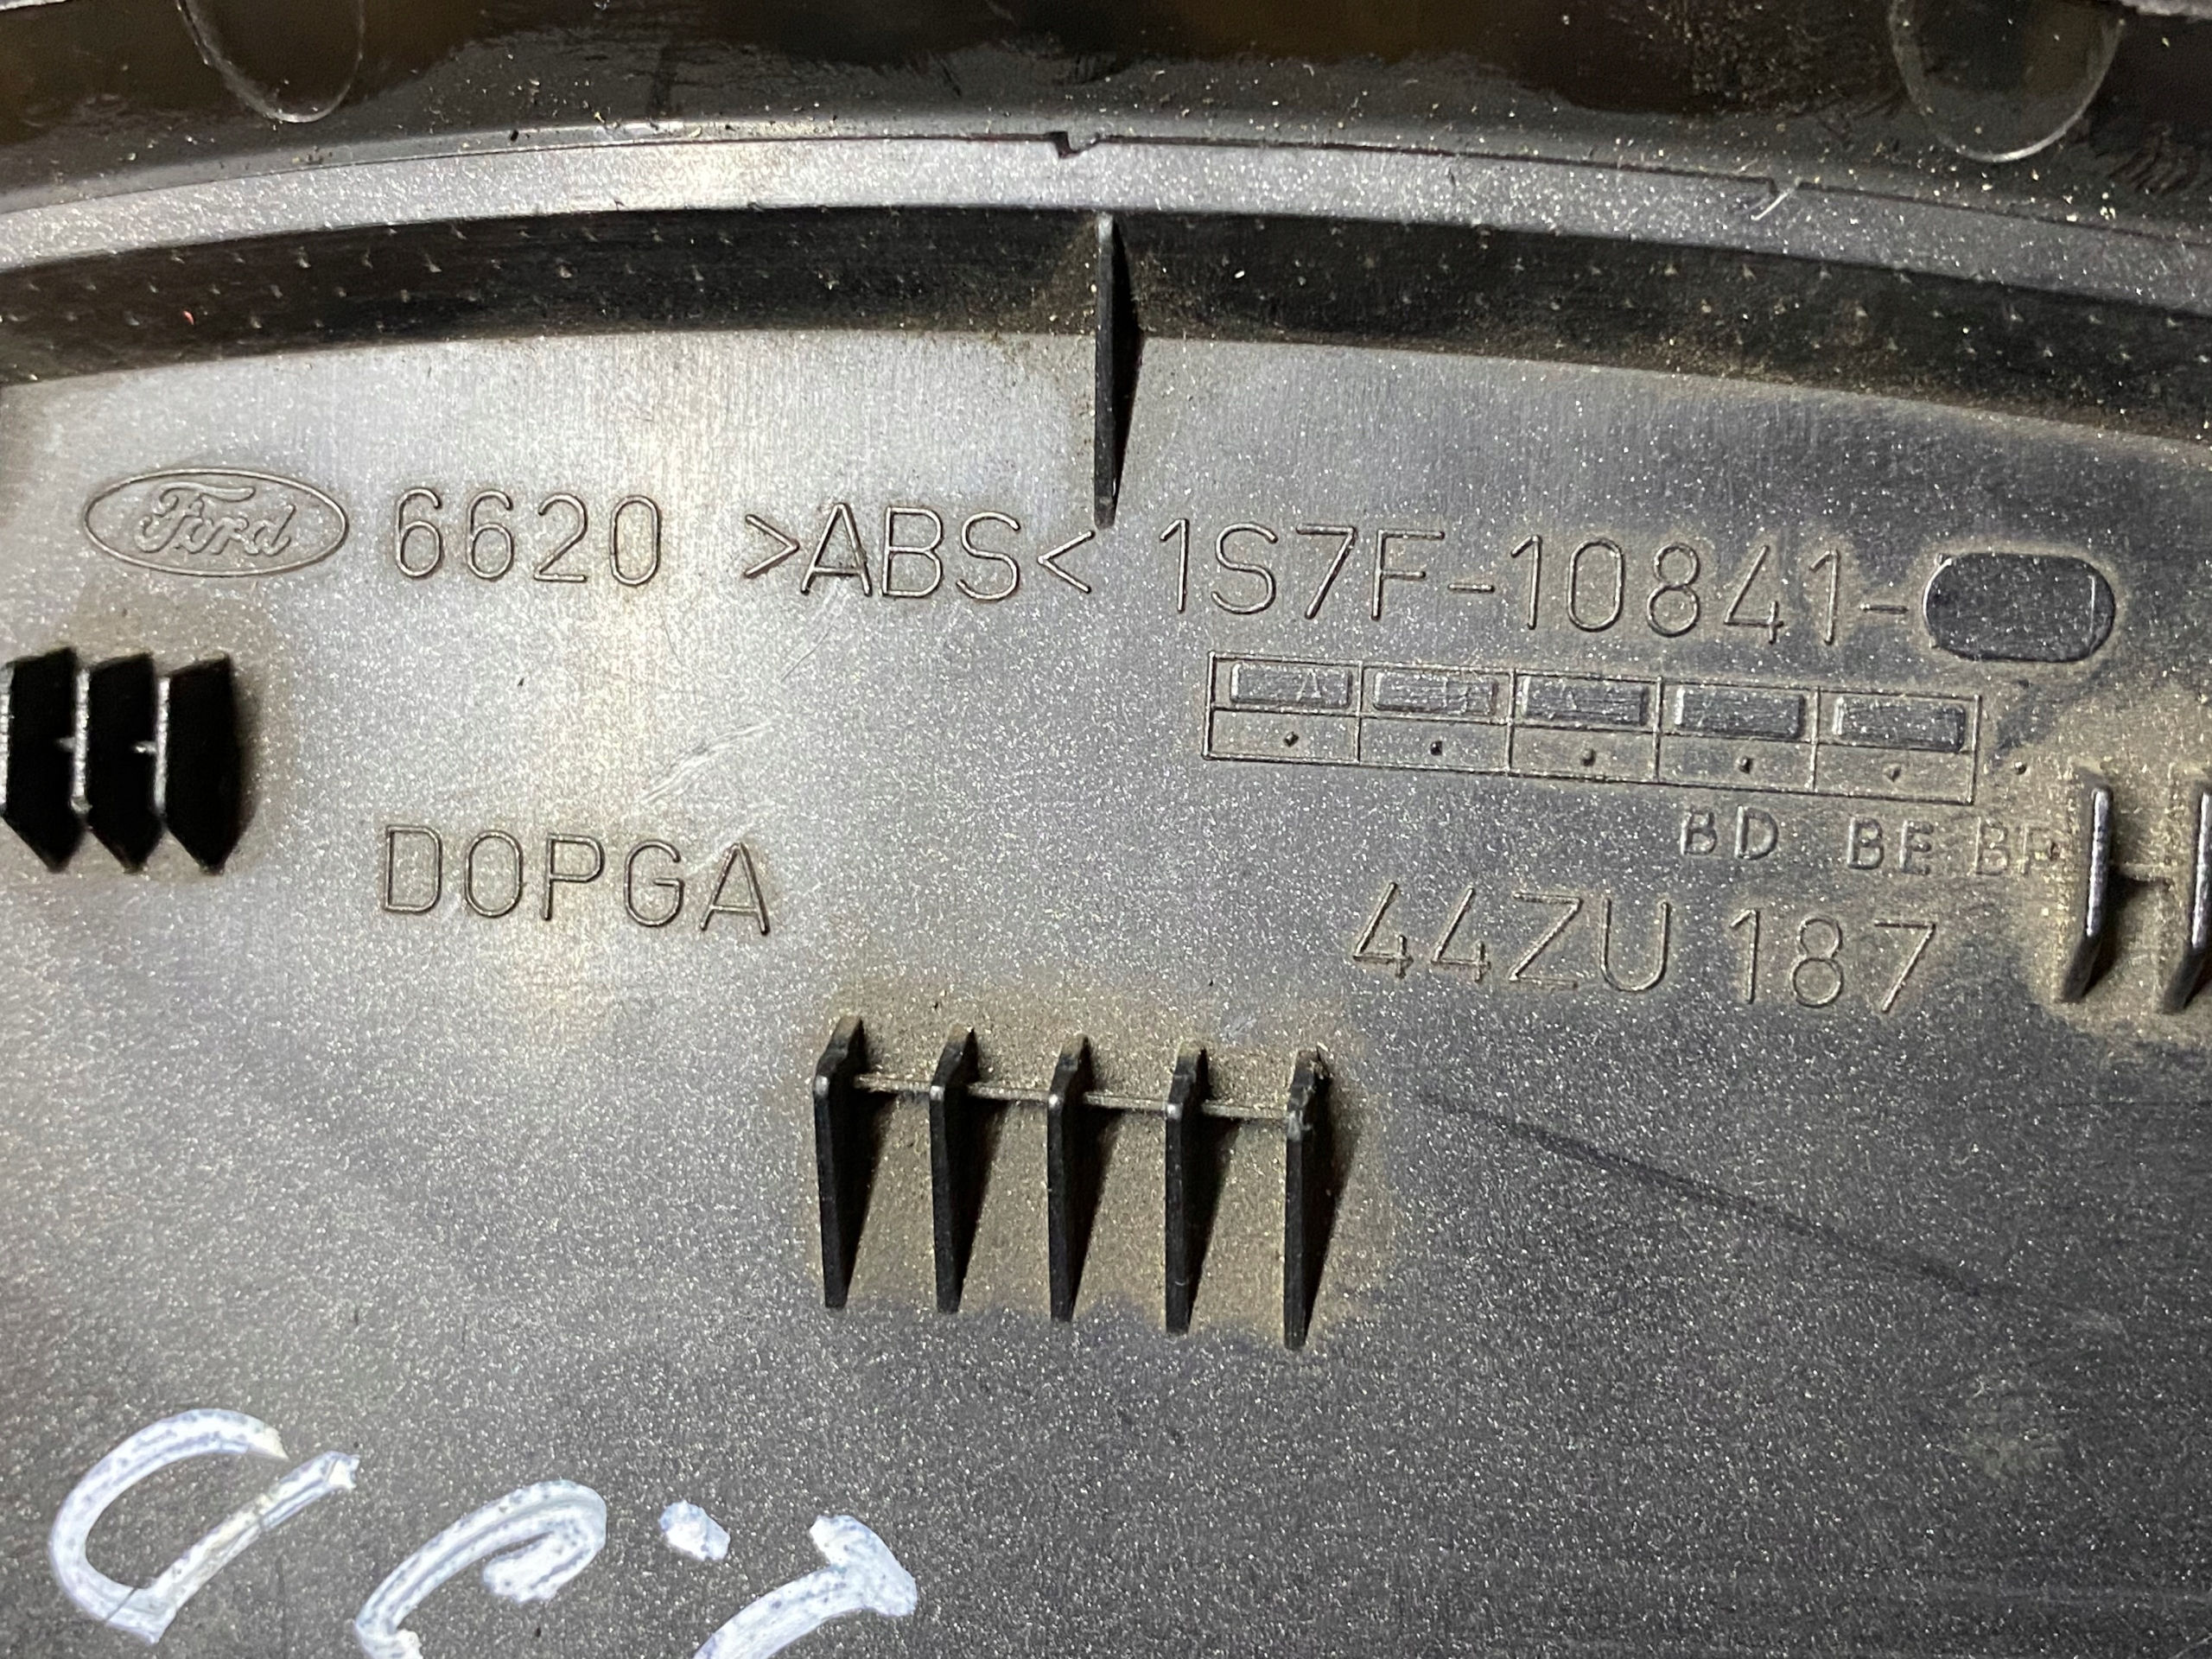 Ford 6620 >ABS< 1S7F-10841-
BD BE BF
DOPGA
44ZU 187